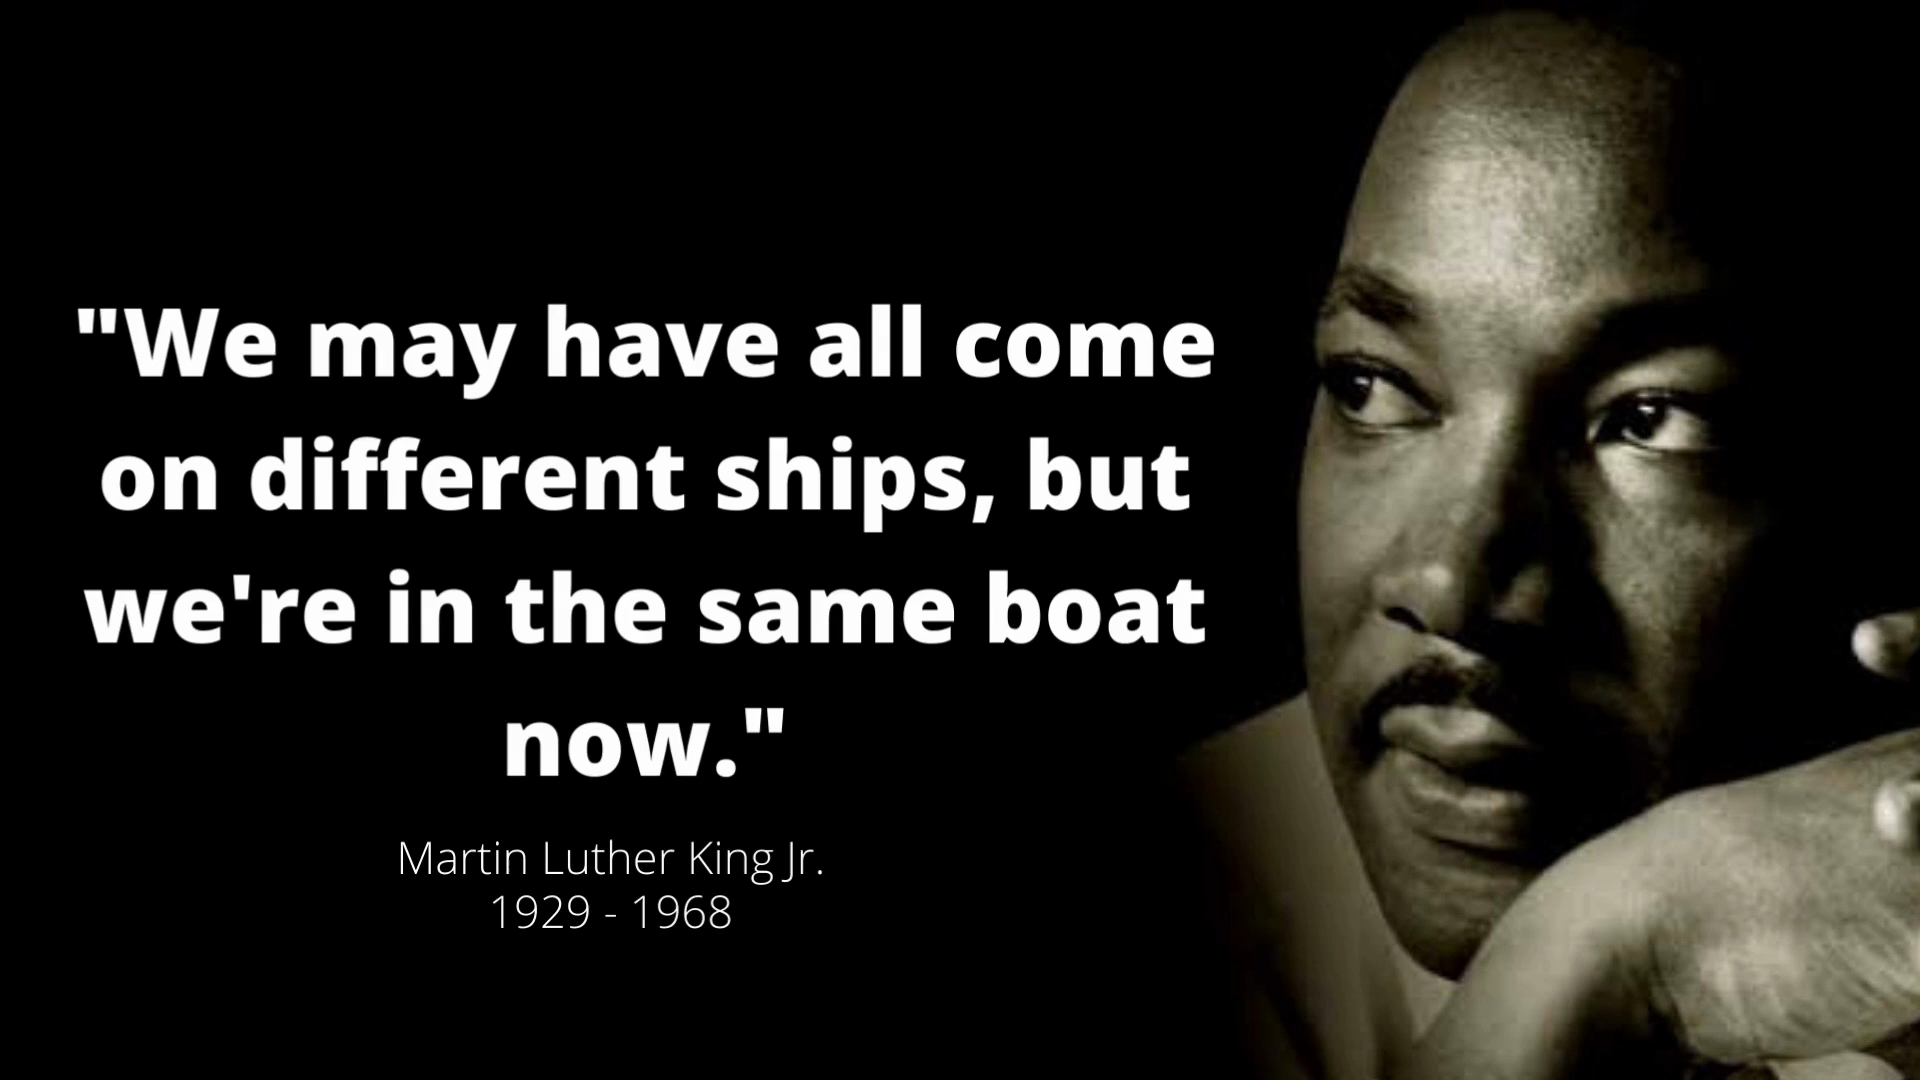 "We may have all come
on different ships, but
we're in the same boat
now."
Martin Luther King Jr.
1929 - 1968